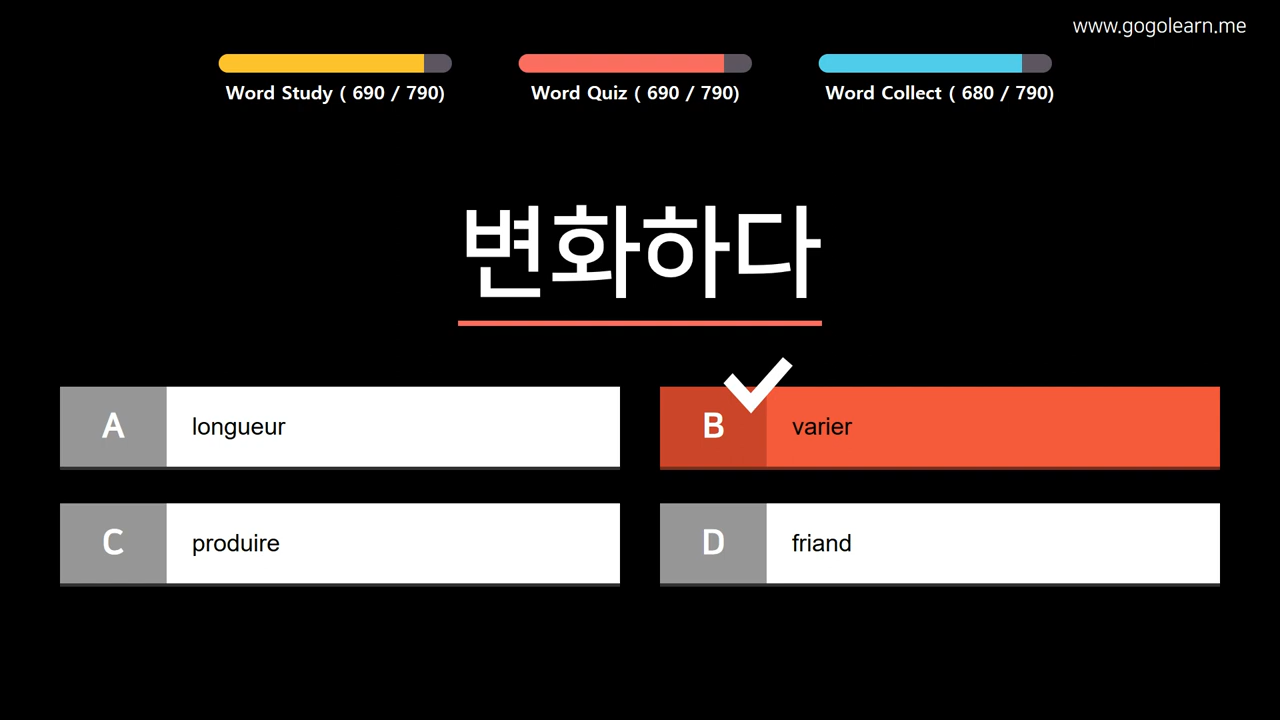 www.gogolearn.me
Word Study ( 690 / 790)
Word Quiz ( 690 / 790)
Word Collect ( 680 / 790)
변화하다
A
longueur
B
varier
C
produire
D
friand